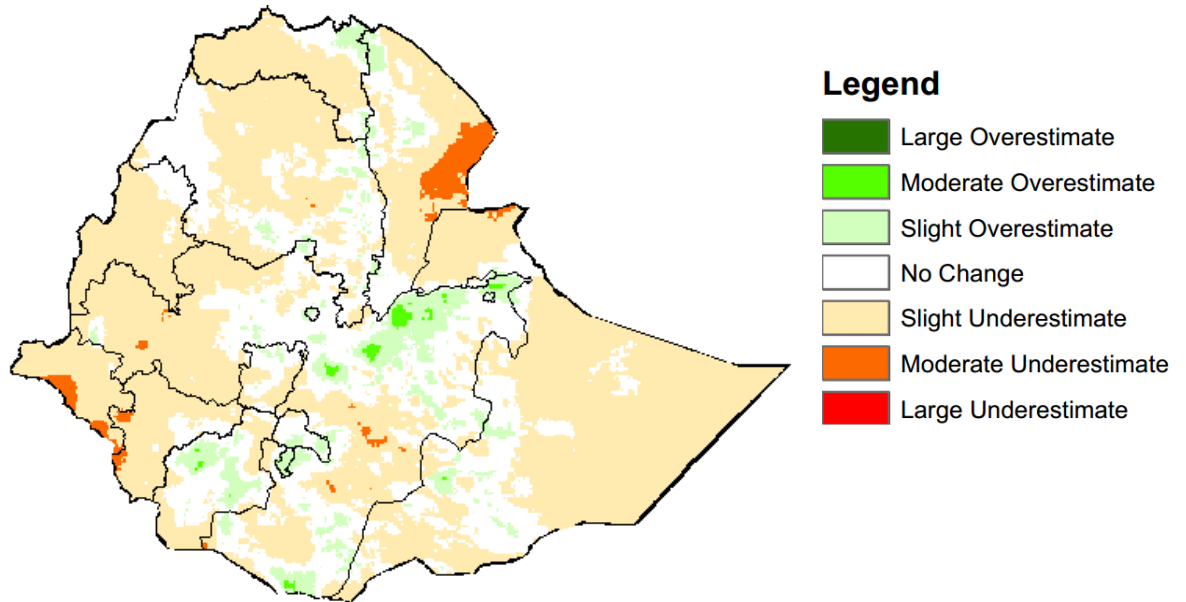 Legend
Large Overestimate
Moderate Overestimate
Slight Overestimate
No Change
Slight Underestimate
Moderate Underestimate
Large Underestimate